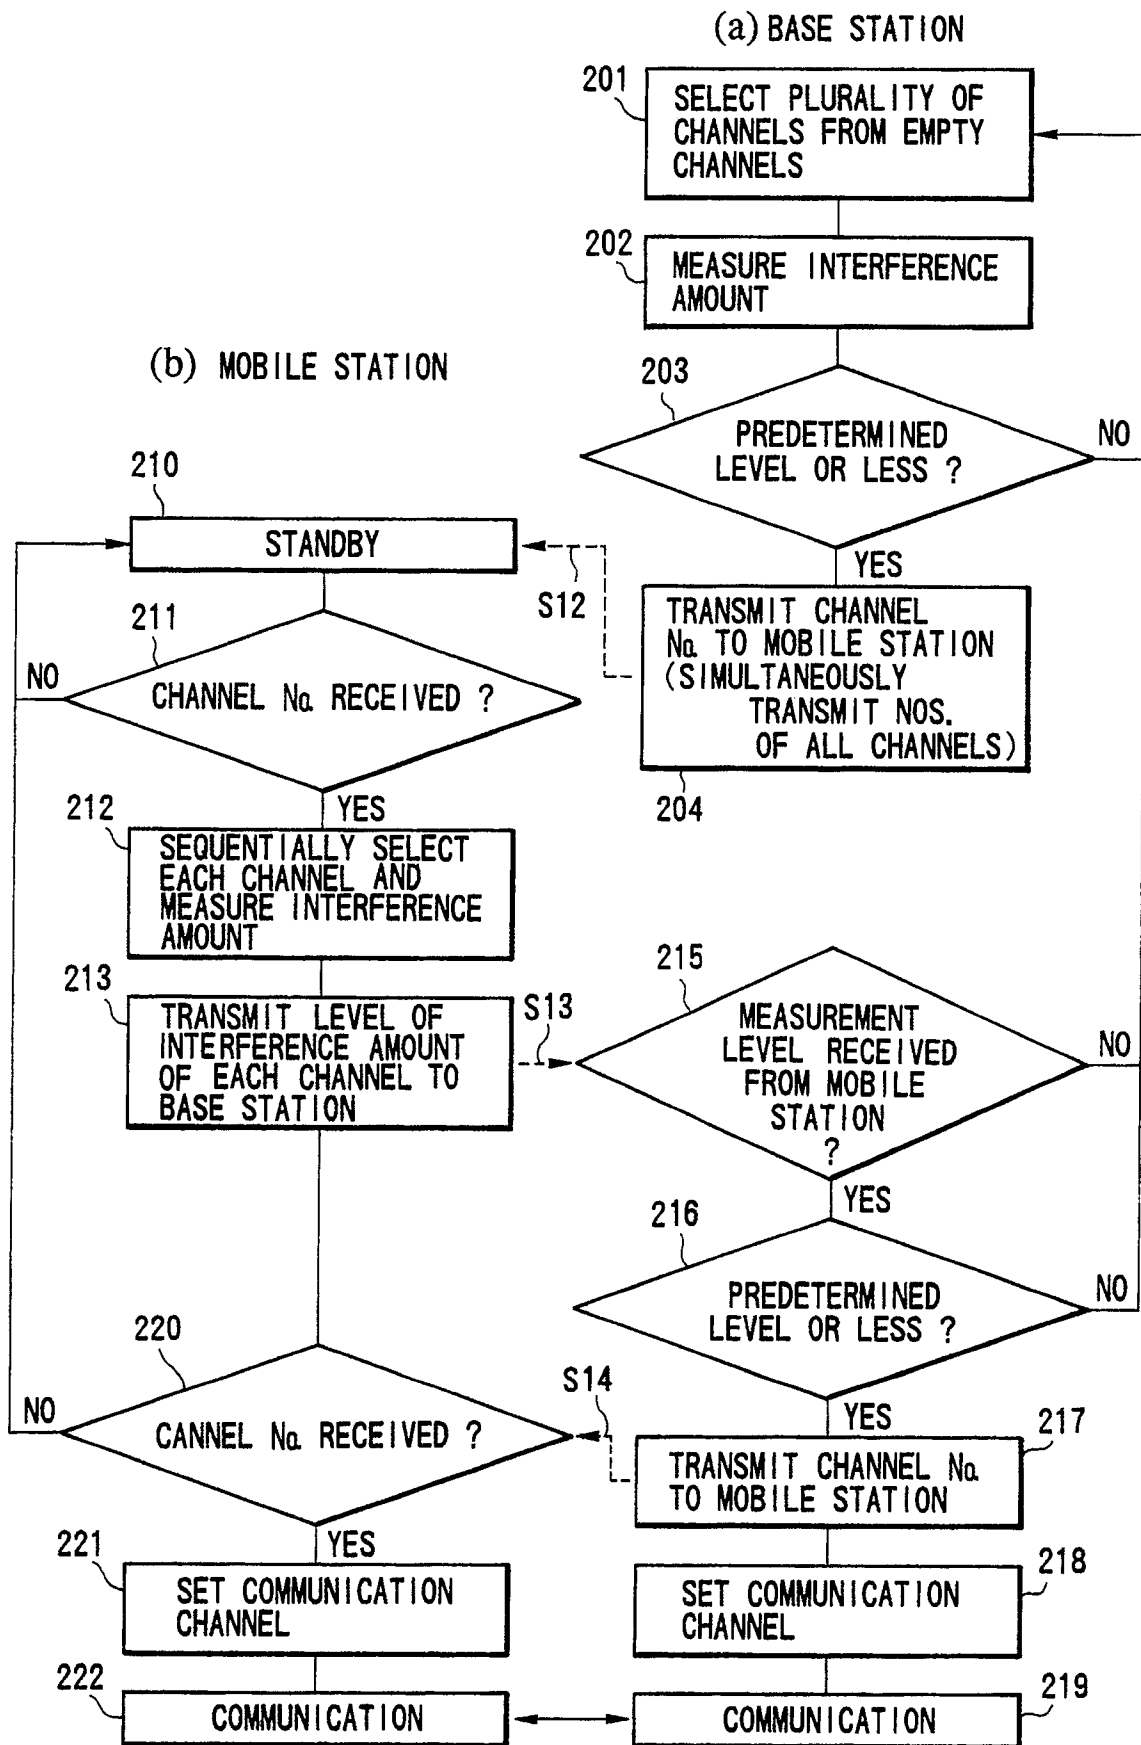 (a) BASE STATION
201
SELECT PLURALITY OF
CHANNELS FROM EMPTY
CHANNELS
202
MEASURE INTERFERENCE
AMOUNT
(b) MOBILE STATION
203
PREDETERMINED
LEVEL OR LESS ?
NO
YES
210
STANDBY
S12
TRANSMIT CHANNEL
No. TO MOBILE STATION
(SIMULTANEOUSLY
TRANSMIT NOS.
OF ALL CHANNELS)
204
211
NO
CHANNEL No. RECEIVED ?
YES
212
SEQUENTIALLY SELECT
EACH CHANNEL AND
MEASURE INTERFERENCE
AMOUNT
213
TRANSMIT LEVEL OF
INTERFERENCE AMOUNT
OF EACH CHANNEL TO
BASE STATION
S13
215
MEASUREMENT
LEVEL RECEIVED
FROM MOBILE
STATION
?
NO
YES
216
PREDETERMINED
LEVEL OR LESS ?
NO
YES
220
NO
CANNEL No. RECEIVED ?
S14
YES
217
TRANSMIT CHANNEL No.
TO MOBILE STATION
221
SET COMMUNICATION
CHANNEL
218
SET COMMUNICATION
CHANNEL
222
COMMUNICATION
219
COMMUNICATION